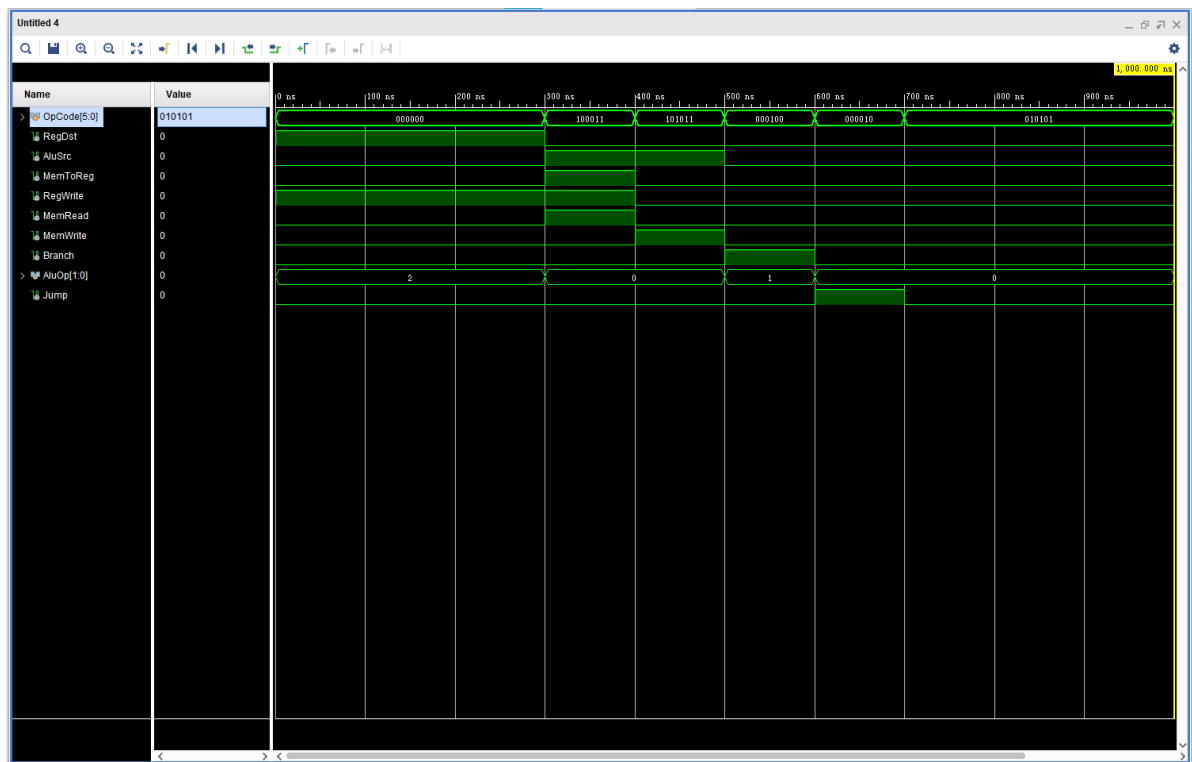 Untitled 4
1,000.000 ns
Name Value
0 ns 100 ns 200 ns 300 ns 400 ns 500 ns 600 ns 700 ns 800 ns 900 ns
OpCode[5:0] 010101 000000 100011 101011 000100 000010 010101
RegDst 0
AluSrc 0
MemToReg 0
RegWrite 0
MemRead 0
MemWrite 0
Branch 0
AluOp[1:0] 0 2 0 1 0
Jump 0